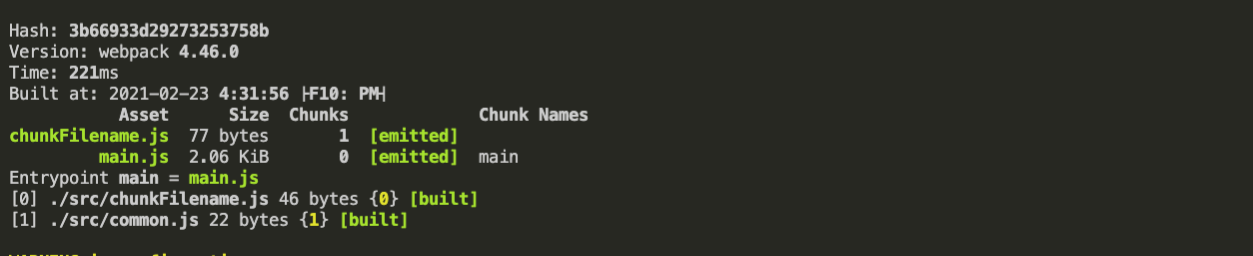 Hash: 3b66933d29273253758b
Version: webpack 4.46.0
Time: 221ms
Built at: 2021-02-23 4:31:56 ├F10: PM┤
Asset Size Chunks Chunk Names
chunkFilename.js 77 bytes 1 [emitted]
main.js 2.06 KiB 0 [emitted] main
Entrypoint main = main.js
[0] ./src/chunkFilename.js 46 bytes {0} [built]
[1] ./src/common.js 22 bytes {1} [built]